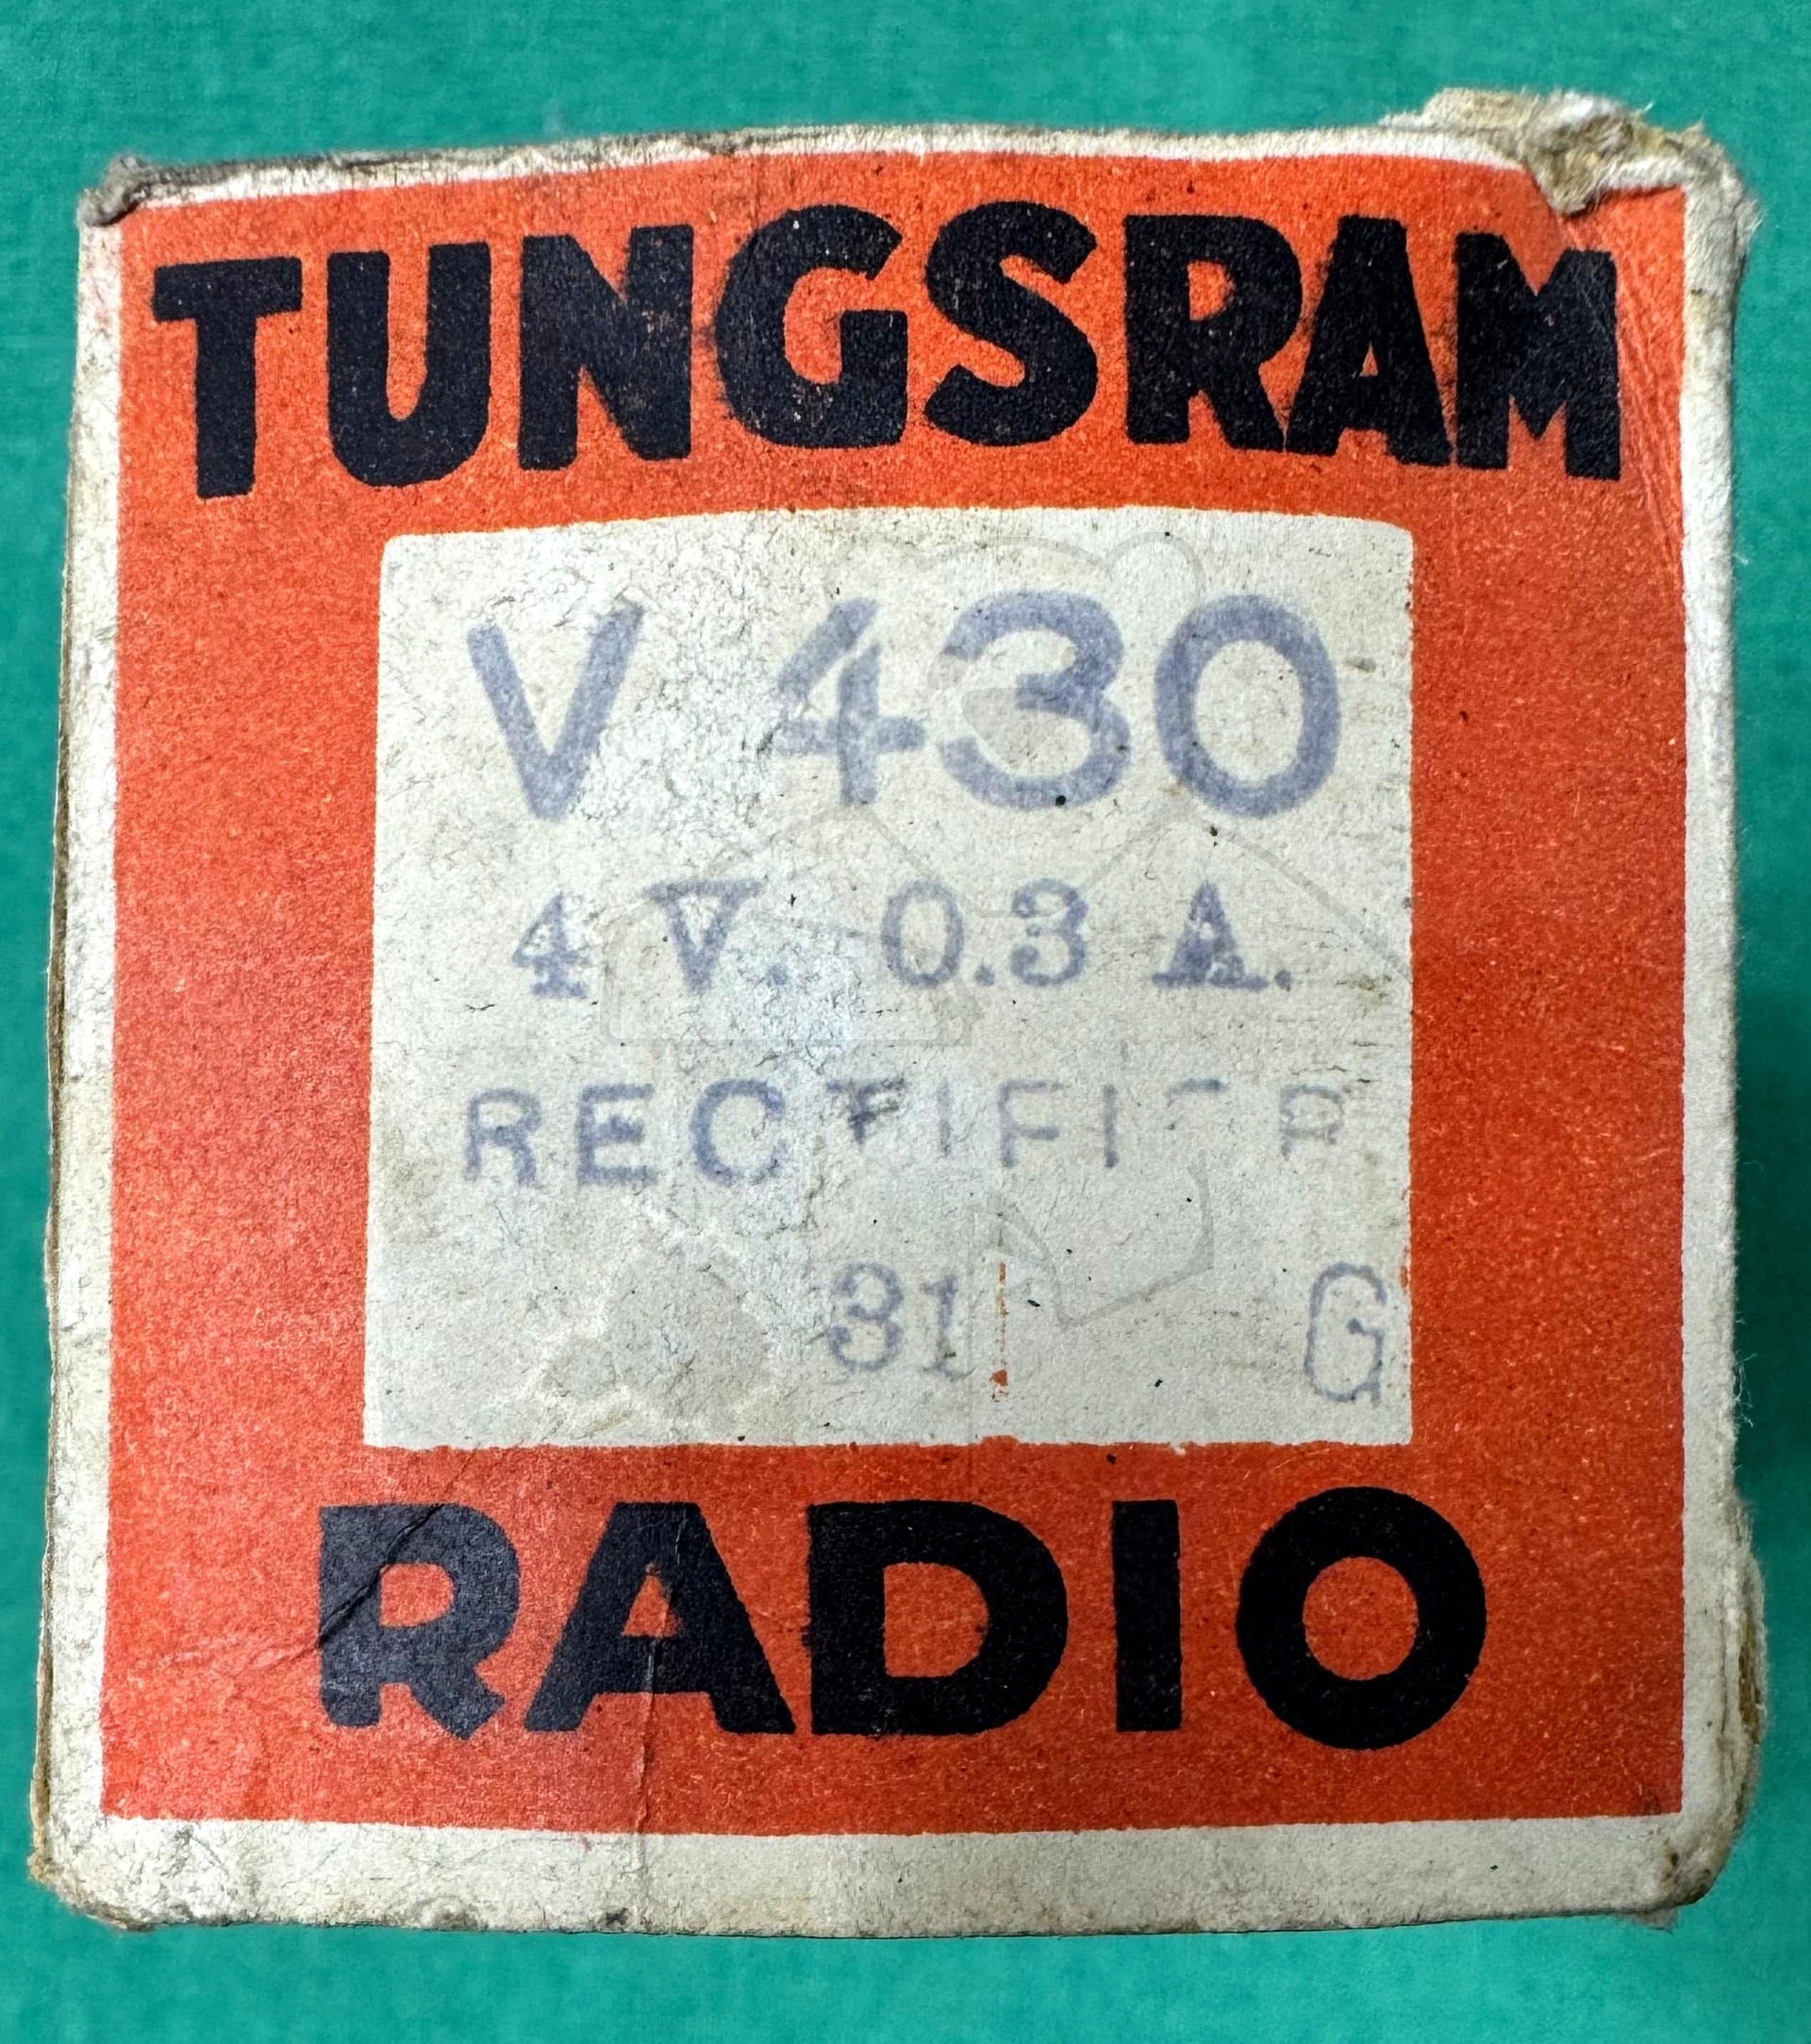 TUNGSRAM
V 430
4 V. 0.3 A.
RECTIFIER
31 G
RADIO